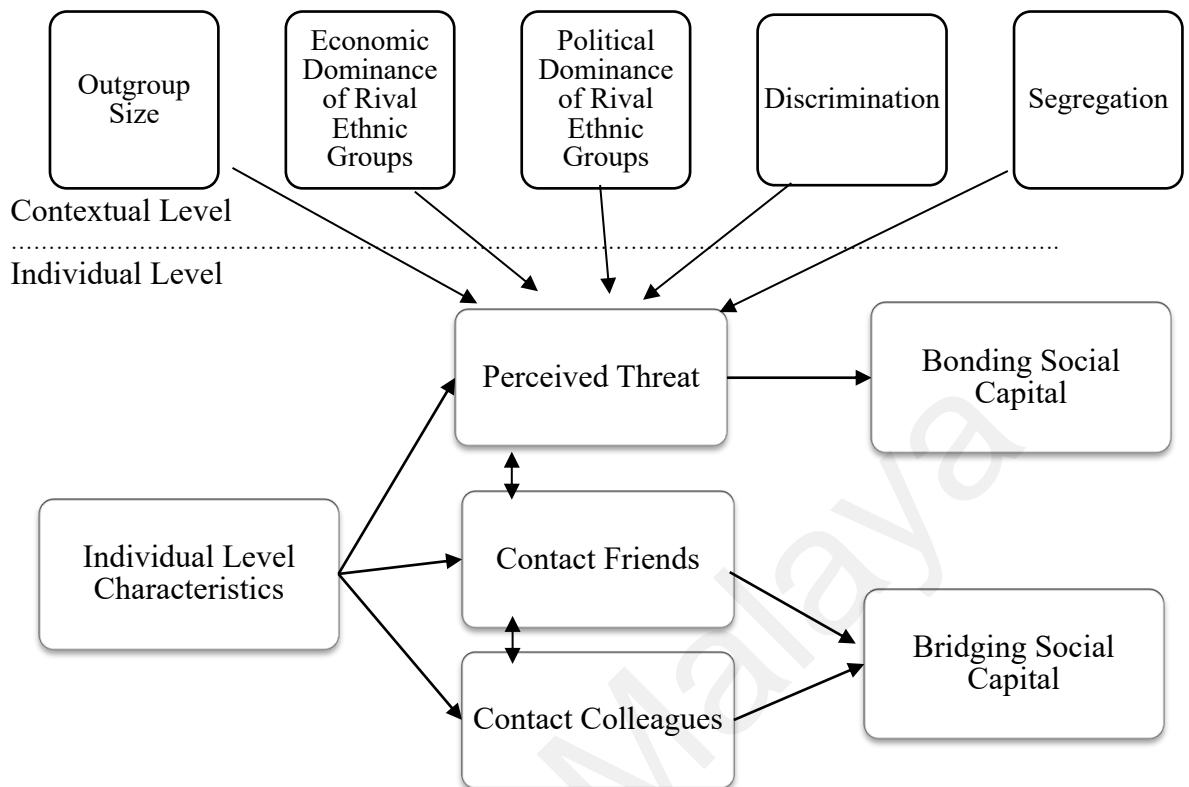 Outgroup
Size
Economic
Dominance
of Rival
Ethnic
Groups
Political
Dominance
of Rival
Ethnic
Groups
Discrimination
Segregation
Contextual Level
Individual Level
Perceived Threat
Bonding Social
Capital
Individual Level
Characteristics
Contact Friends
Bridging Social
Capital
Contact Colleagues
Malaya